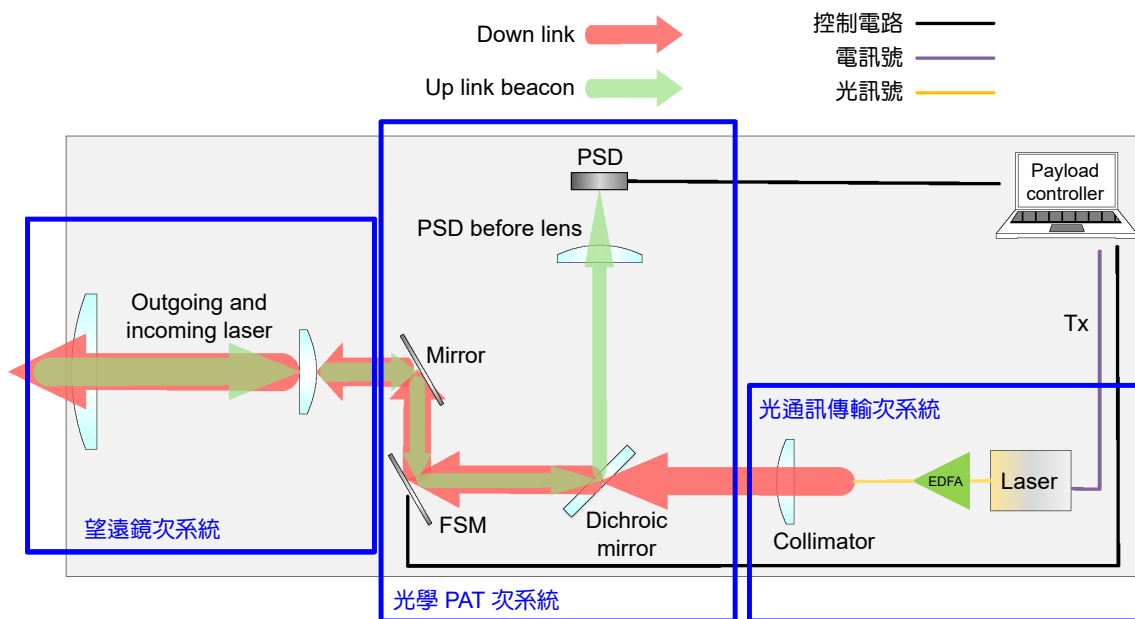 Down link
Up link beacon
控制電路
電訊號
光訊號
PSD
Payload
controller
PSD before lens
Outgoing and
incoming laser
Mirror
Tx
光通訊傳輸次系統
EDFA
Laser
望遠鏡次系統
FSM
Dichroic
mirror
Collimator
光學 PAT 次系統